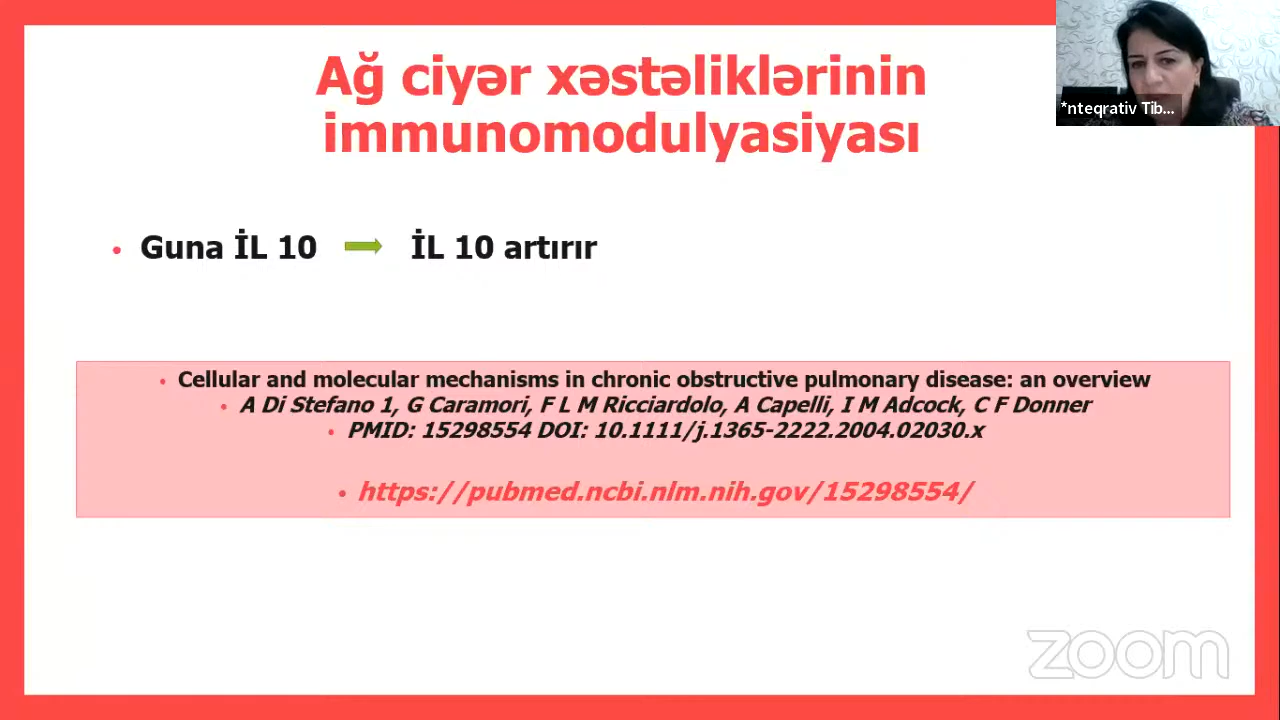 Ağ ciyər xəstəliklərinin
immunomodulyasiyası
*nteqrativ Tib...
• Guna İL 10 İL 10 artırır
• Cellular and molecular mechanisms in chronic obstructive pulmonary disease: an overview
• A Di Stefano 1, G Caramori, F L M Ricciardolo, A Capelli, I M Adcock, C F Donner
• PMID: 15298554 DOI: 10.1111/j.1365-2222.2004.02030.x
• https://pubmed.ncbi.nlm.nih.gov/15298554/
zoom